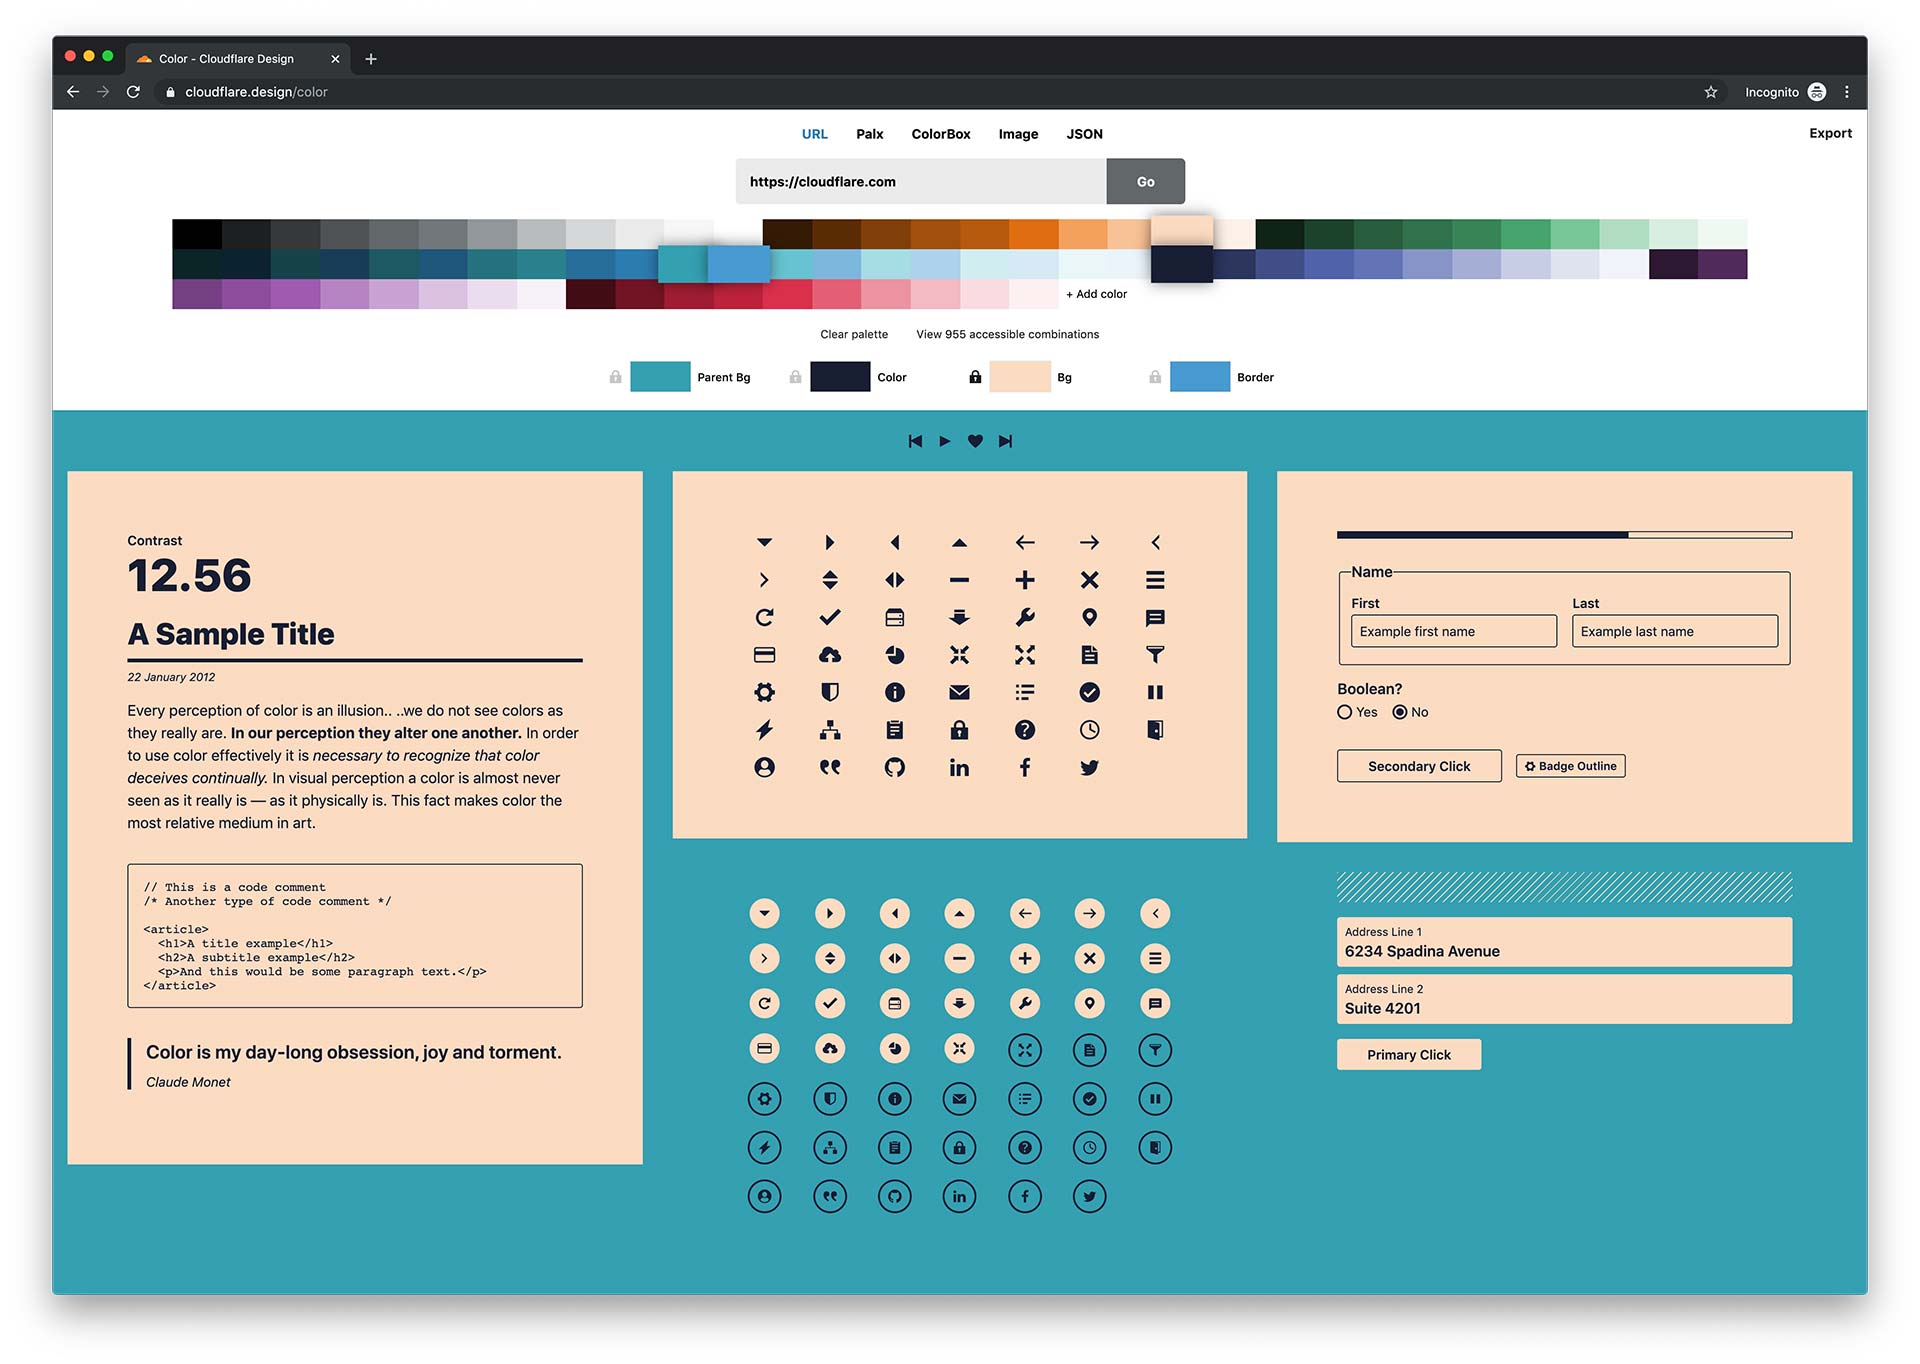 Color - Cloudflare Design
cloudflare.design/color
Incognito
URL Palx ColorBox Image JSON
Export
https://cloudflare.com Go
+ Add color
Clear palette View 955 accessible combinations
Parent Bg Color Bg Border
Contrast
12.56
A Sample Title
22 January 2012
Every perception of color is an illusion.. ..we do not see colors as
they really are. In our perception they alter one another. In order
to use color effectively it is necessary to recognize that color
deceives continually. In visual perception a color is almost never
seen as it really is — as it physically is. This fact makes color the
most relative medium in art.
// This is a code comment
/* Another type of code comment */
<article>
<h1>A title example</h1>
<h2>A subtitle example</h2>
<p>And this would be some paragraph text.</p>
</article>
Color is my day-long obsession, joy and torment.
Claude Monet
Name
First Last
Example first name Example last name
Boolean?
Yes No
Secondary Click Badge Outline
Address Line 1
6234 Spadina Avenue
Address Line 2
Suite 4201
Primary Click